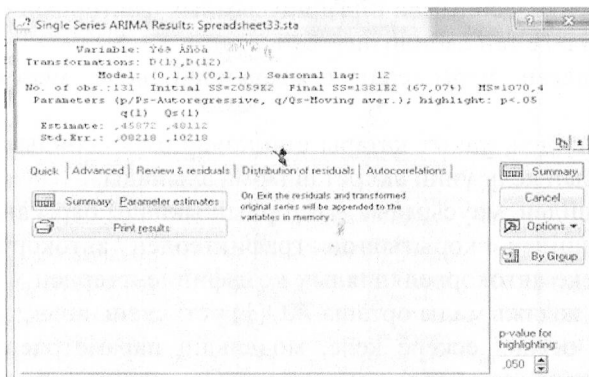 Single Series ARIMA Results: Spreadsheet33.sta
Variable: Ýéð Àñòà
Transformations: D(1),D(12)
Model: (0,1,1)(0,1,1) Seasonal lag: 12
No. of obs.:131 Initial SS=2059E2 Final SS=1381E2 (67,07%) MS=1070,4
Parameters (p/Ps-Autoregressive, q/Qs-Moving aver.); highlight: p<.05
q(1) Qs(1)
Estimate: ,45872 ,48112
Std.Err.: ,08218 ,10218
Quick Advanced Review & residuals Distribution of residuals Autocorrelations
Summary: Parameter estimates
Print results
On Exit the residuals and transformed
original series will be appended to the
variables in memory.
Summary
Cancel
Options
By Group
p-value for
highlighting:
,050